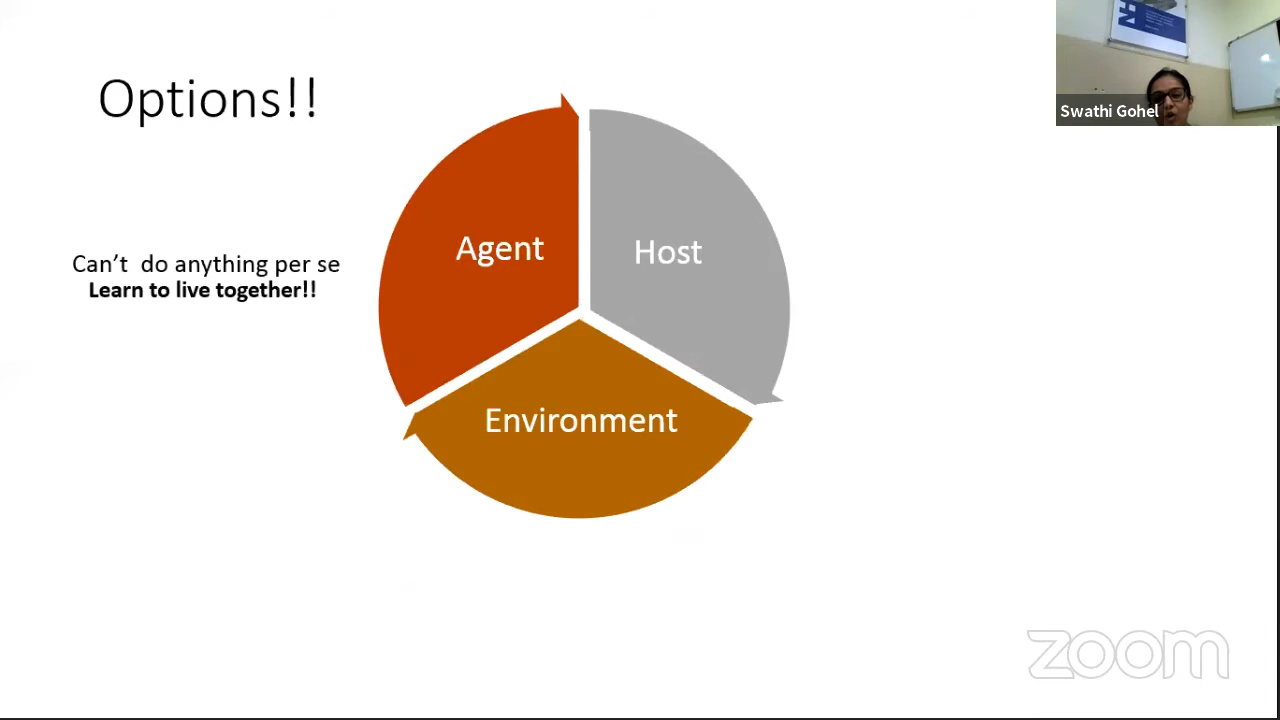 Options!!
Swathi Gohel
Agent
Host
Can't do anything per se
Learn to live together!!
Environment
zoom